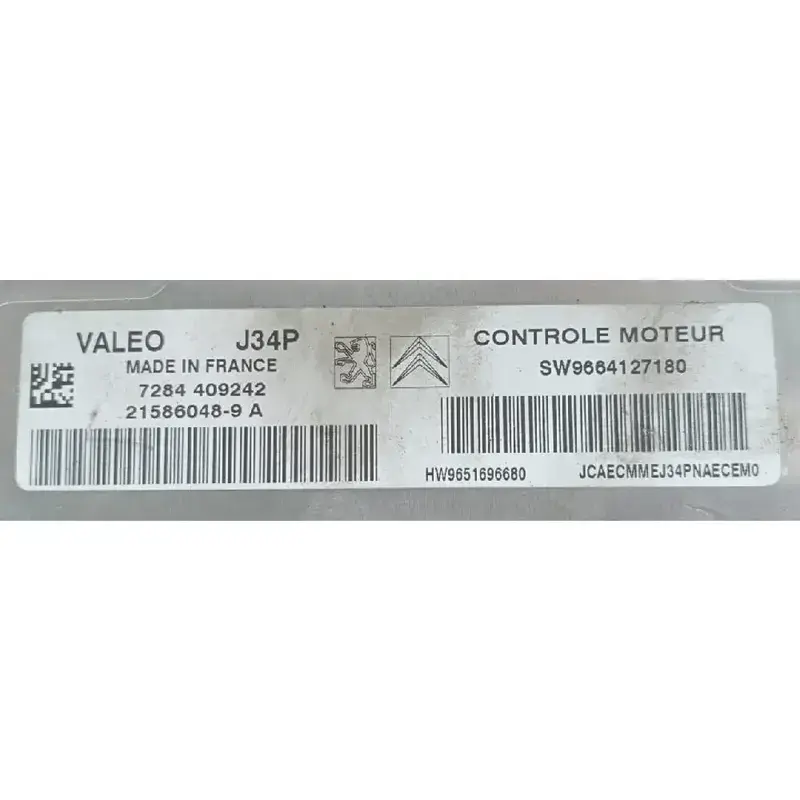 VALEO J34P
MADE IN FRANCE
7284 409242
21586048-9 A
CONTROLE MOTEUR
SW9664127180
HW9651696680 JCAECMMEJ34PNAECEM0